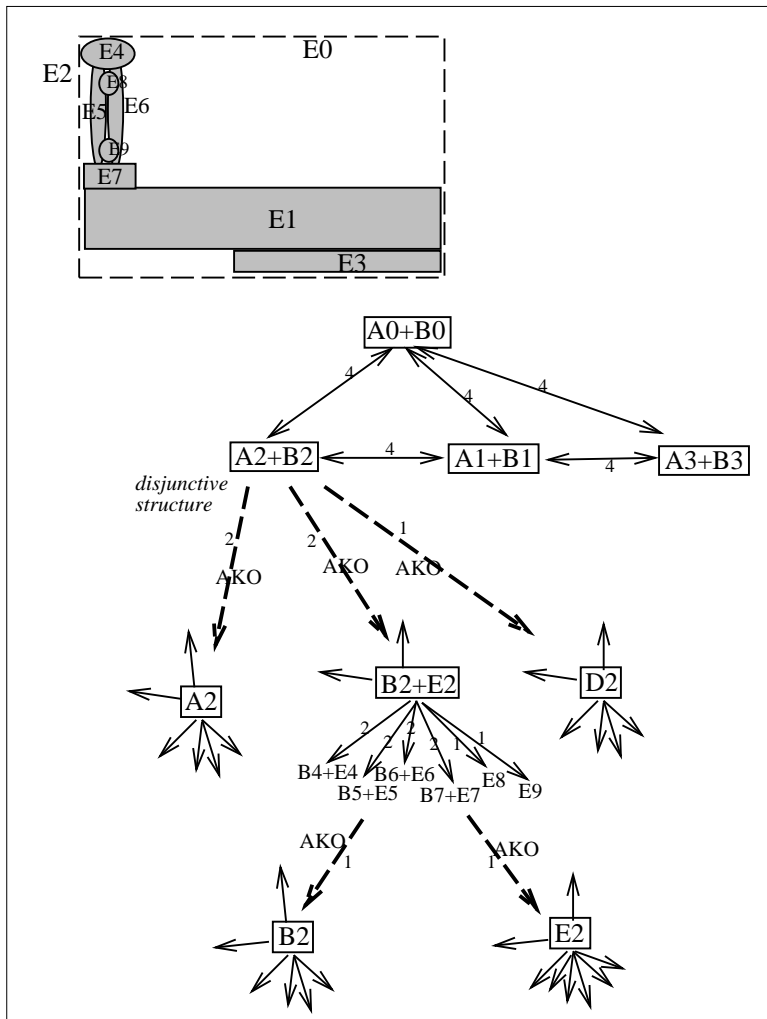 E4 E0
E2
E8
E5 E6
E9
E7
E1
E3
A0+B0
4 4 4
A2+B2 4 A1+B1 4 A3+B3
disjunctive
structure
2 2 1
AKO AKO AKO
A2 B2+E2 D2
2 2 2 2 1 1
B4+E4 B6+E6 E8
B5+E5 B7+E7 E9
AKO AKO
1 1
B2 E2